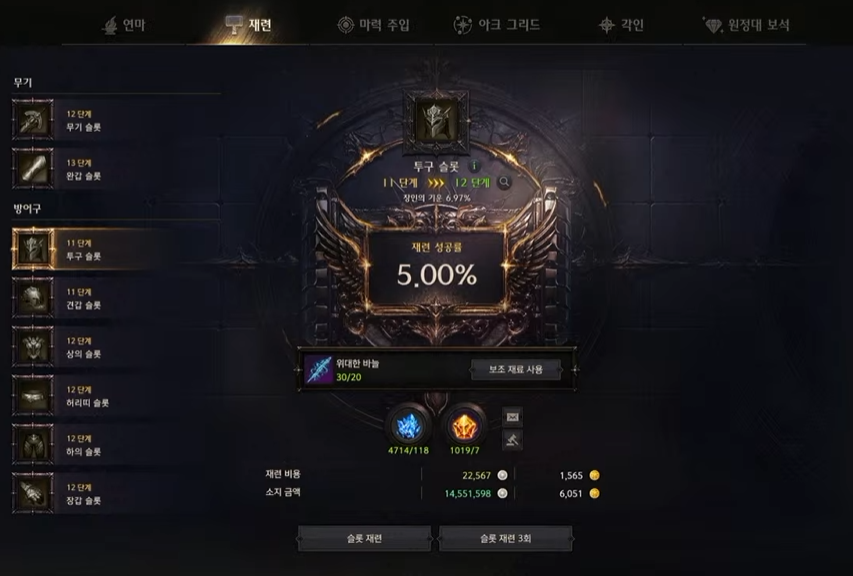 연마
재련
마력 주입
아크 그리드
각인
원정대 보석
무기
12 단계
무기 슬롯
13 단계
완갑 슬롯
방어구
11 단계
투구 슬롯
11 단계
견갑 슬롯
12 단계
상의 슬롯
12 단계
허리띠 슬롯
12 단계
하의 슬롯
12 단계
장갑 슬롯
투구 슬롯
11 단계 12 단계
장인의 기운 6.97%
재련 성공률
5.00%
위대한 바늘
30/20
보조 재료 사용
4714/118 1019/7
재련 비용 22,567 1,565
소지 금액 14,551,598 6,051
슬롯 재련
슬롯 재련 3회